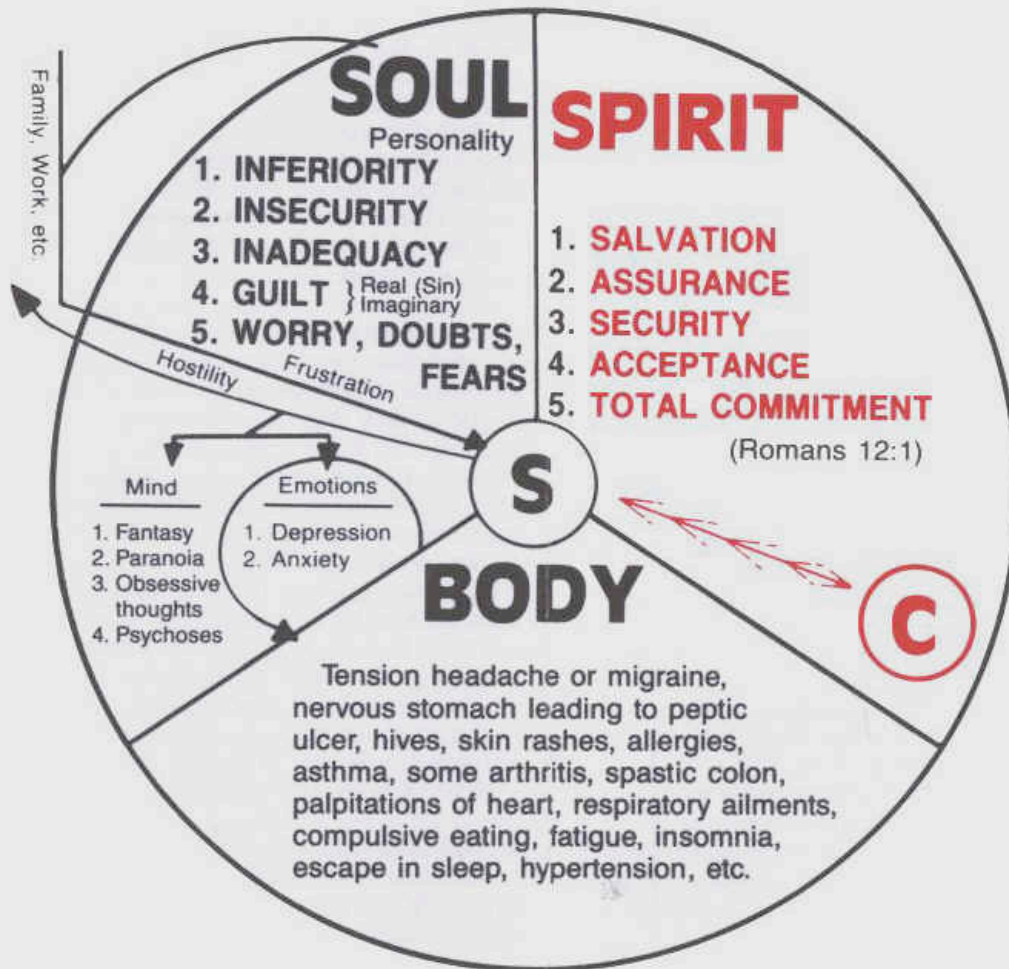 Family, Work, etc.
SOUL
Personality
1. INFERIORITY
2. INSECURITY
3. INADEQUACY
4. GUILT } Real (Sin)
Imaginary
5. WORRY, DOUBTS,
FEARS
Hostility
Frustration
Mind
1. Fantasy
2. Paranoia
3. Obsessive
thoughts
4. Psychoses
Emotions
1. Depression
2. Anxiety
SPIRIT
1. SALVATION
2. ASSURANCE
3. SECURITY
4. ACCEPTANCE
5. TOTAL COMMITMENT
(Romans 12:1)
S
C
BODY
Tension headache or migraine,
nervous stomach leading to peptic
ulcer, hives, skin rashes, allergies,
asthma, some arthritis, spastic colon,
palpitations of heart, respiratory ailments,
compulsive eating, fatigue, insomnia,
escape in sleep, hypertension, etc.